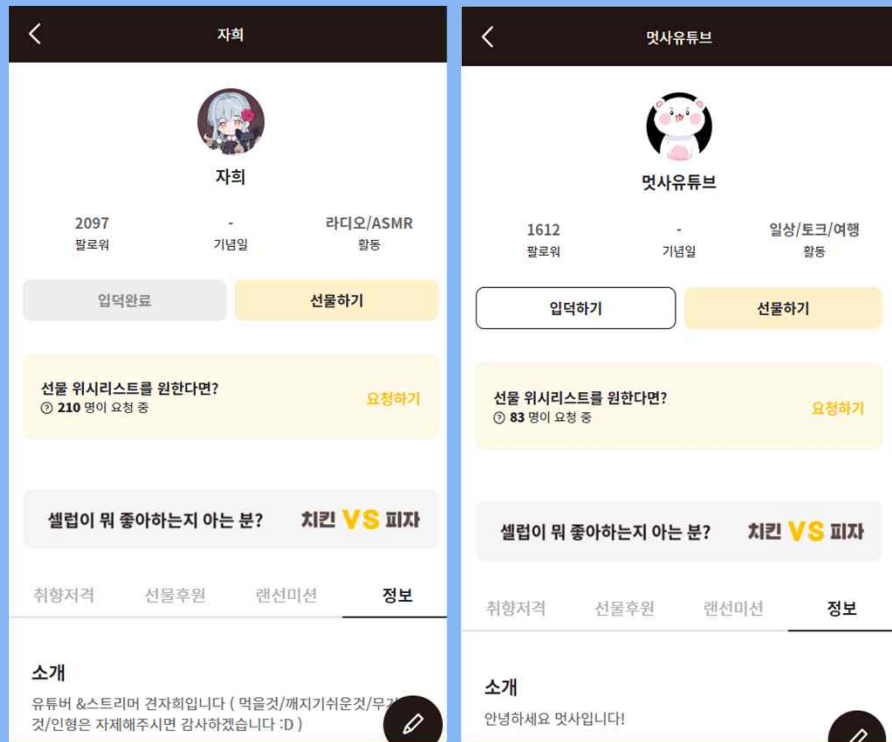 자희
자희
2097 - 라디오/ASMR
팔로워 기념일 활동
입덕완료 선물하기
선물 위시리스트를 원한다면?
210 명이 요청 중
요청하기
셀럽이 뭐 좋아하는지 아는 분? 치킨 VS 피자
취향저격 선물후원 랜선미션 정보
소개
유튜버 &스트리머 견자희입니다 ( 먹을것/깨지기쉬운것/
것/인형은 자제해주시면 감사하겠습니다 :D )
멋사유튜브
멋사유튜브
1612 - 일상/토크/여행
팔로워 기념일 활동
입덕하기 선물하기
선물 위시리스트를 원한다면?
83 명이 요청 중
요청하기
셀럽이 뭐 좋아하는지 아는 분? 치킨 VS 피자
취향저격 선물후원 랜선미션 정보
소개
안녕하세요 멋사입니다!